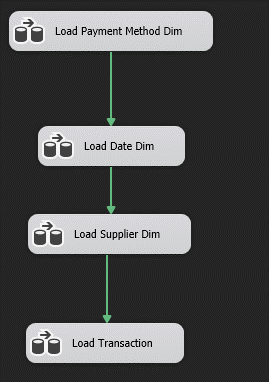 Load Payment Method Dim
Load Date Dim
Load Supplier Dim
Load Transaction